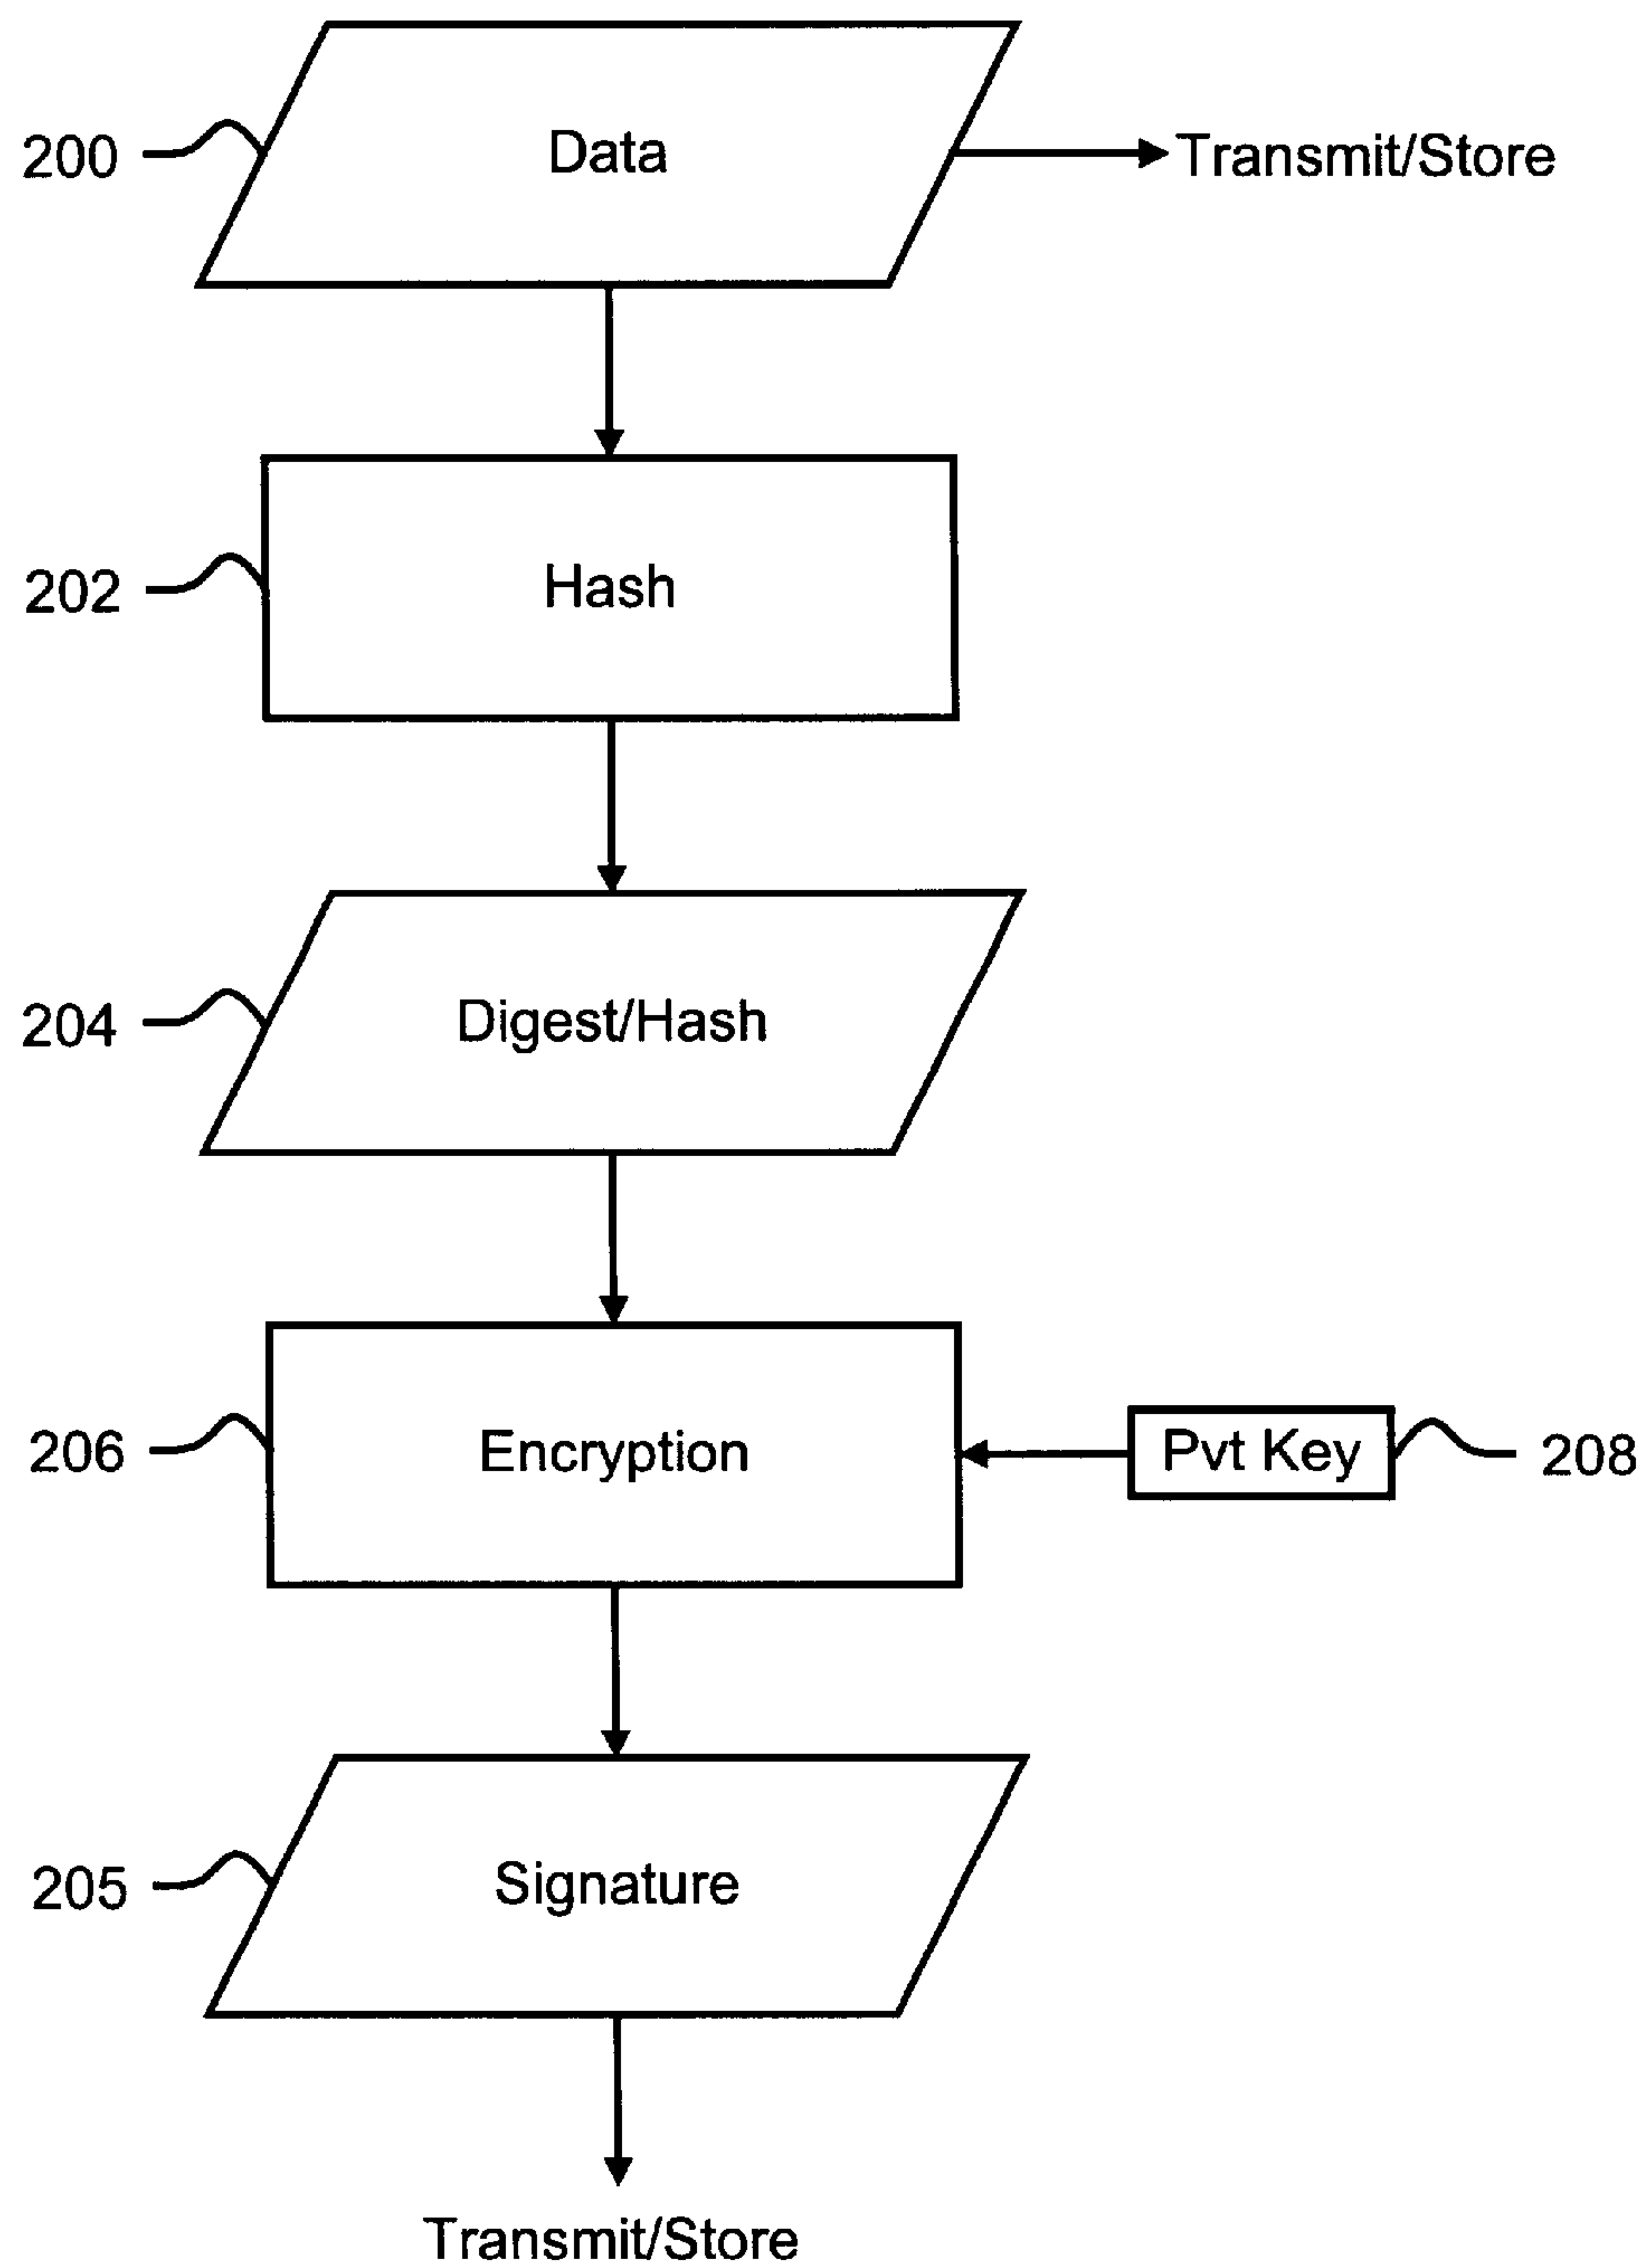 200
Data
Transmit/Store
202
Hash
204
Digest/Hash
206
Encryption
Pvt Key
208
205
Signature
Transmit/Store